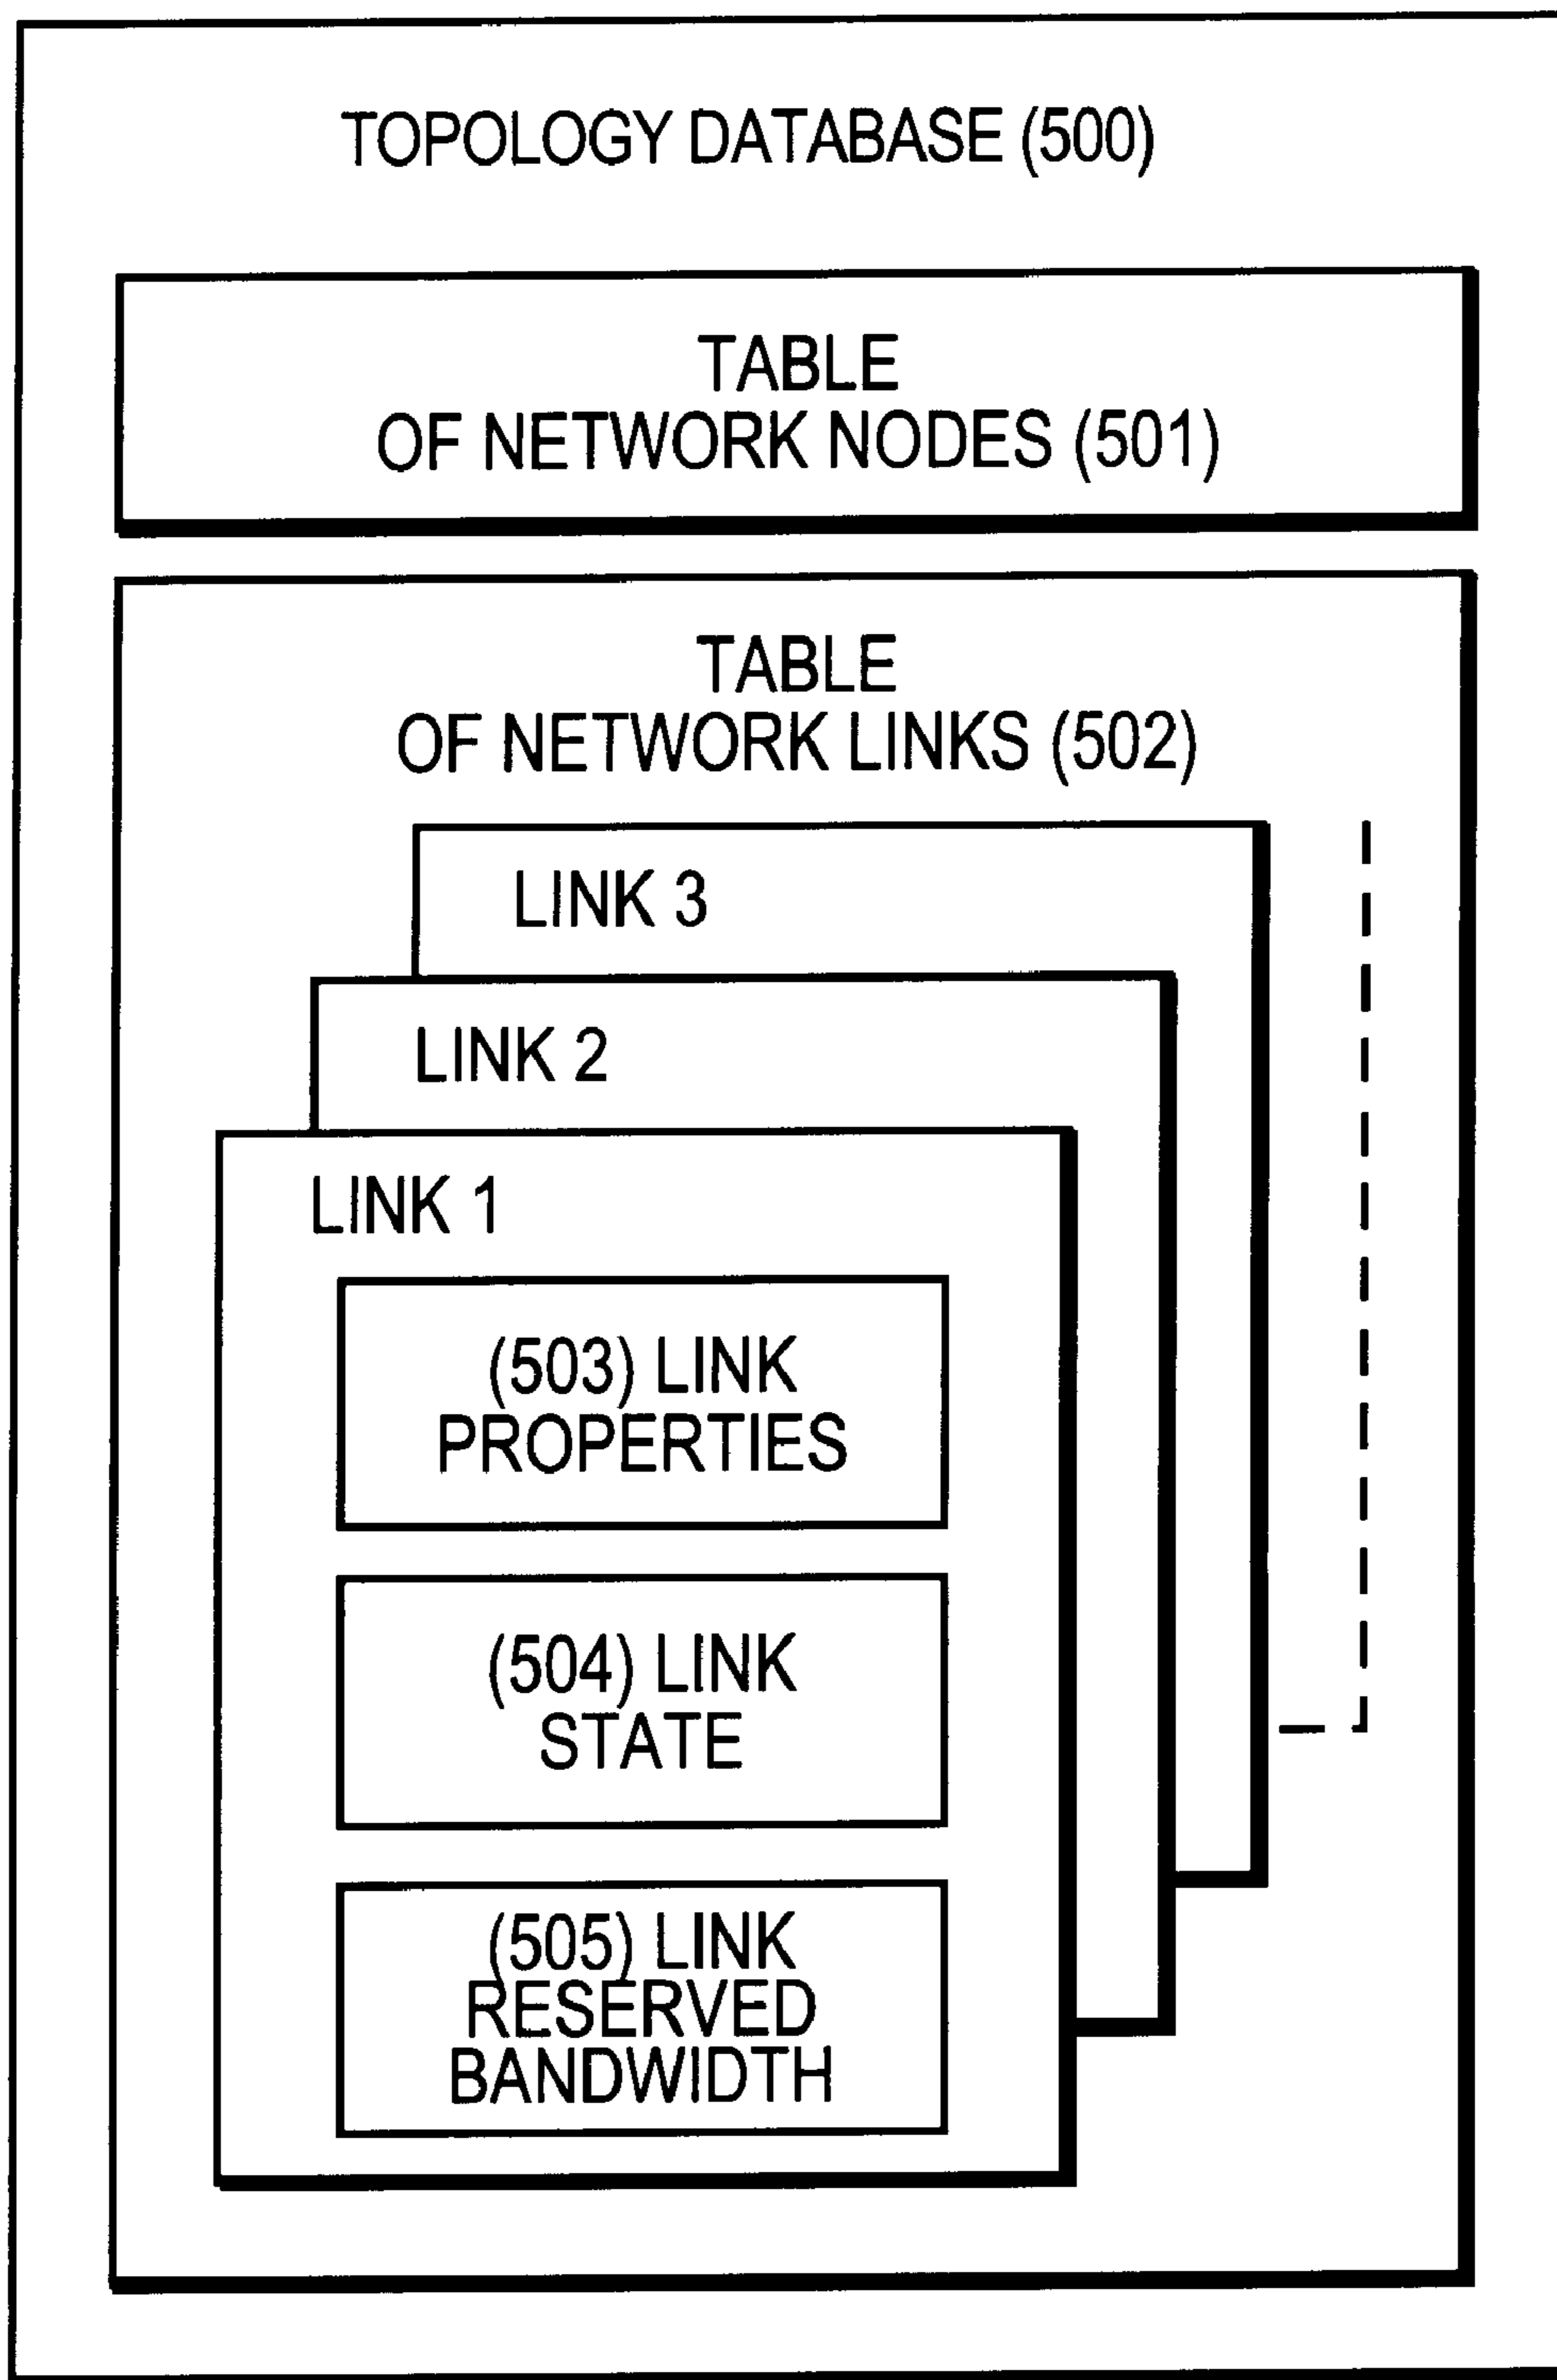 TOPOLOGY DATABASE (500)
TABLE
OF NETWORK NODES (501)
TABLE
OF NETWORK LINKS (502)
LINK 3
LINK 2
LINK 1
(503) LINK
PROPERTIES
(504) LINK
STATE
(505) LINK
RESERVED
BANDWIDTH